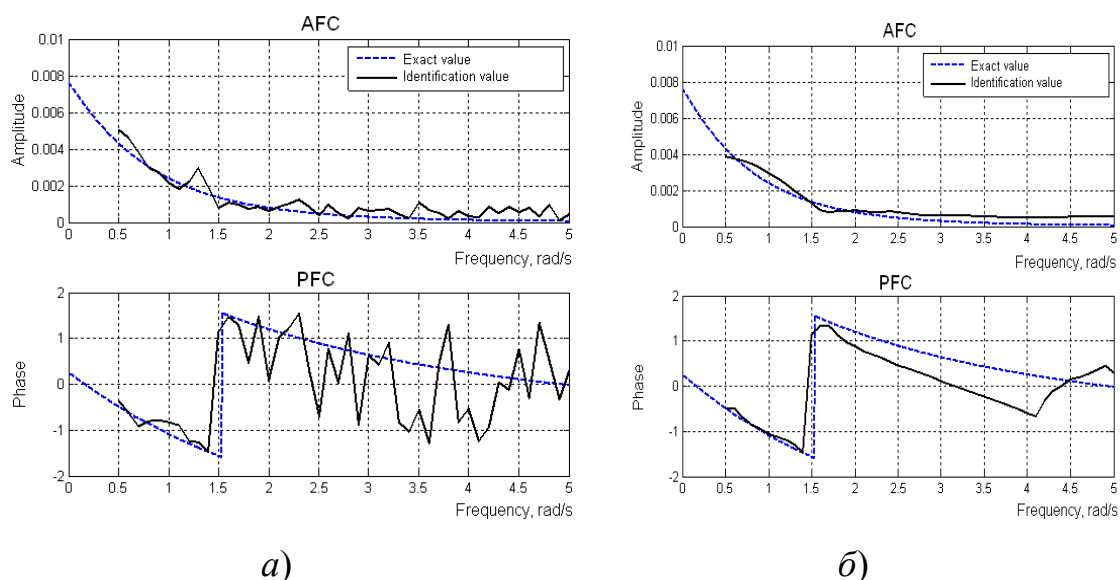 AFC
0.01
0.008
0.006
0.004
0.002
0
Amplitude
Exact value
Identification value
0 0.5 1 1.5 2 2.5 3 3.5 4 4.5 5
Frequency, rad/s
PFC
2
1
0
-1
-2
Phase
0 0.5 1 1.5 2 2.5 3 3.5 4 4.5 5
Frequency, rad/s
а)
AFC
0.01
0.008
0.006
0.004
0.002
0
Amplitude
Exact value
Identification value
0 0.5 1 1.5 2 2.5 3 3.5 4 4.5 5
Frequency, rad/s
PFC
2
1
0
-1
-2
Phase
0 0.5 1 1.5 2 2.5 3 3.5 4 4.5 5
Frequency, rad/s
б)